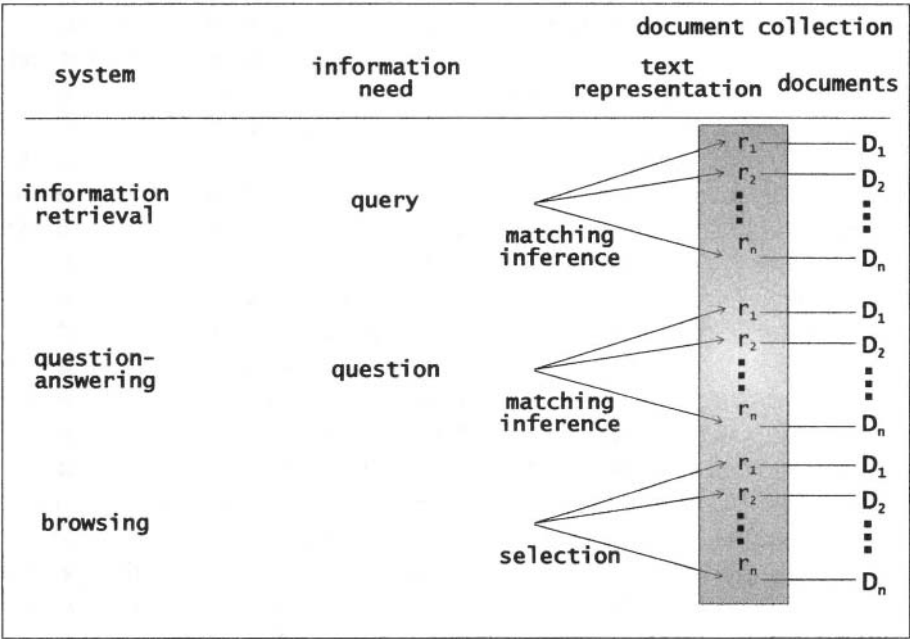 document collection
system
information
need
text
representation
documents
r1
D1
r2
D2
information
retrieval
query
matching
inference
rn
Dn
r1
D1
r2
D2
question-
answering
question
matching
inference
rn
Dn
r1
D1
r2
D2
browsing
selection
rn
Dn